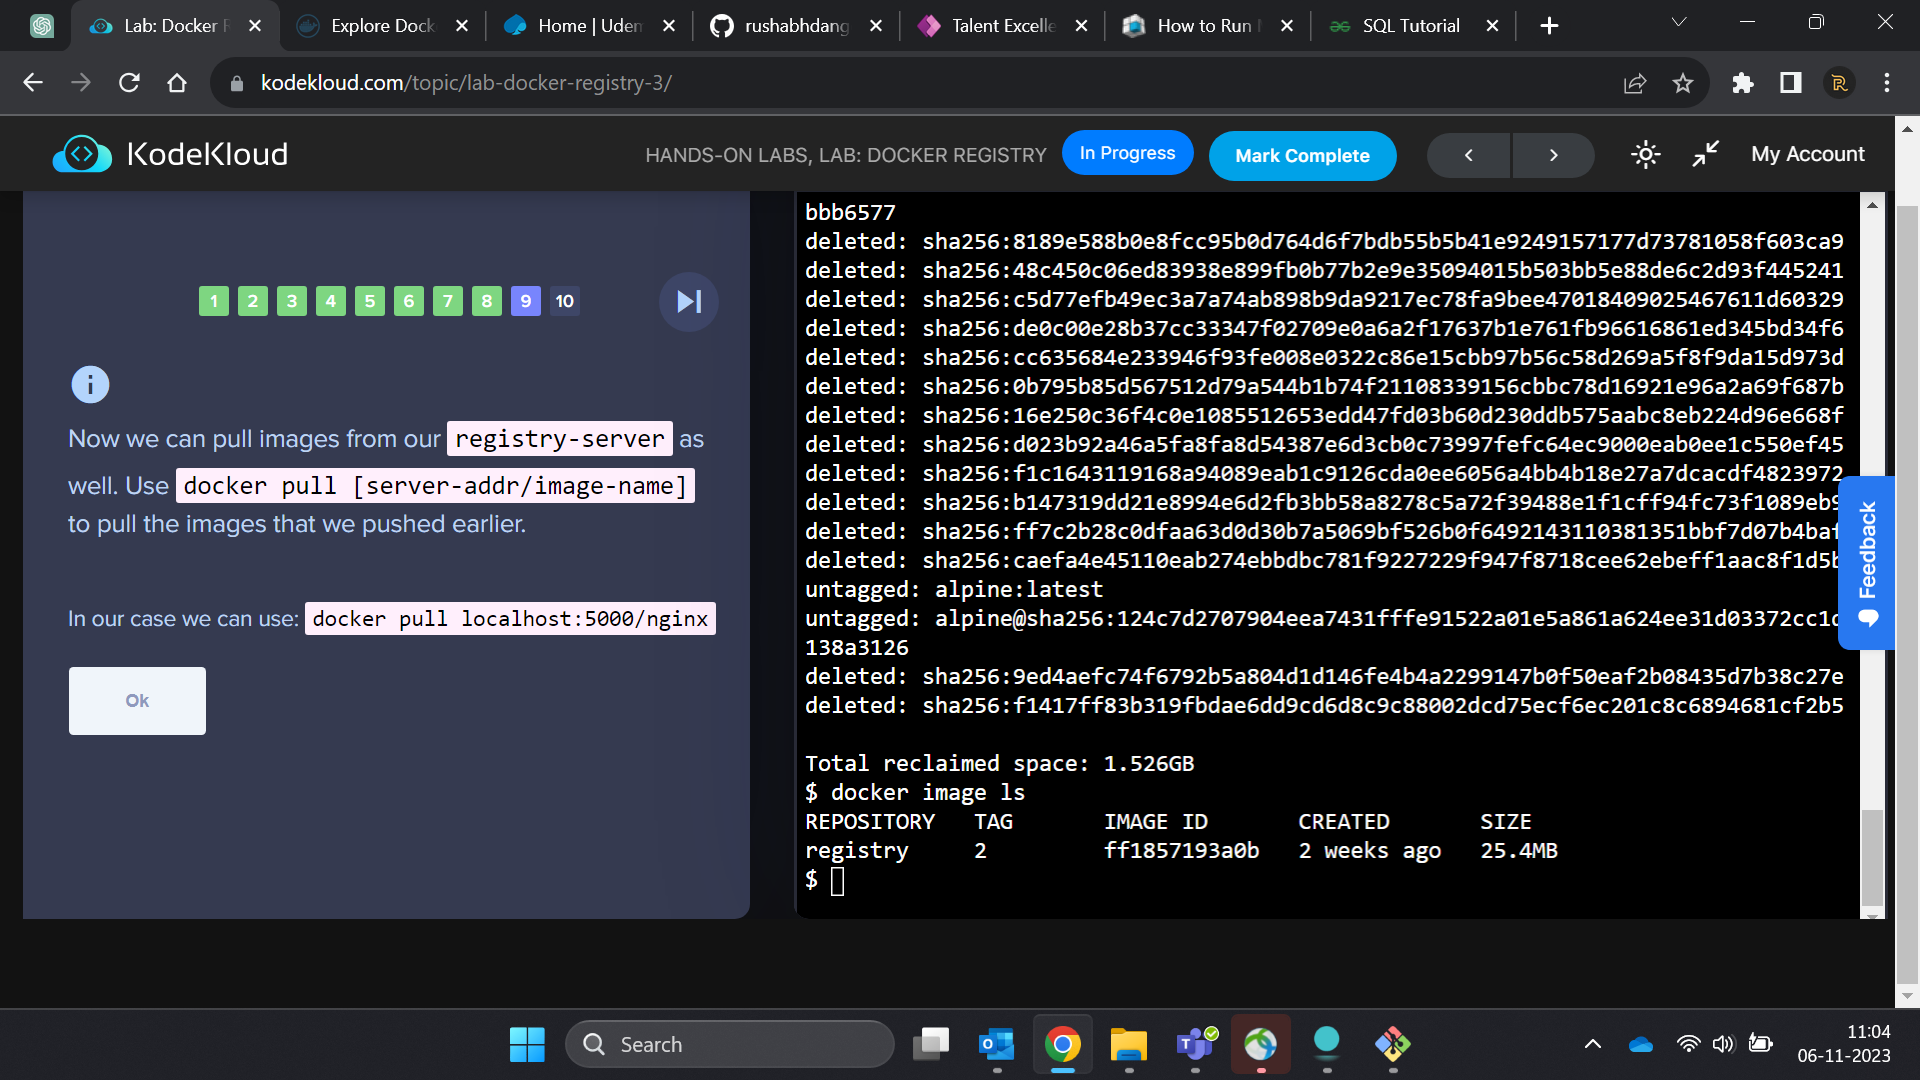 Lab: Docker R
Explore Dock
Home | Uden
rushabhdang
Talent Excelle
How to Run
SQL Tutorial
kodekloud.com/topic/lab-docker-registry-3/
KodeKloud
HANDS-ON LABS, LAB: DOCKER REGISTRY
In Progress
Mark Complete
My Account
1 2 3 4 5 6 7 8 9 10
Now we can pull images from our registry-server as
well. Use docker pull [server-addr/image-name]
to pull the images that we pushed earlier.
In our case we can use: docker pull localhost:5000/nginx
Ok
bbb6577
deleted: sha256:8189e588b0e8fcc95b0d764d6f7bdb55b5b41e9249157177d73781058f603ca9
deleted: sha256:48c450c06ed83938e899fb0b77b2e9e35094015b503bb5e88de6c2d93f445241
deleted: sha256:c5d77efb49ec3a7a74ab898b9da9217ec78fa9bee47018409025467611d60329
deleted: sha256:de0c00e28b37cc33347f02709e0a6a2f17637b1e761fb96616861ed345bd34f6
deleted: sha256:cc635684e233946f93fe008e0322c86e15cbb97b56c58d269a5f8f9da15d973d
deleted: sha256:0b795b85d567512d79a544b1b74f21108339156cbbc78d16921e96a2a69f687b
deleted: sha256:16e250c36f4c0e1085512653edd47fd03b60d230ddb575aabc8eb224d96e668f
deleted: sha256:d023b92a46a5fa8fa8d54387e6d3cb0c73997fefc64ec9000eab0ee1c550ef45
deleted: sha256:f1c1643119168a94089eab1c9126cda0ee6056a4bb4b18e27a7dcacdf4823972
deleted: sha256:b147319dd21e8994e6d2fb3bb58a8278c5a72f39488e1f1cff94fc73f1089eb9
deleted: sha256:ff7c2b28c0dfaa63d0d30b7a5069bf526b0f6492143110381351bbf7d07b4baf
deleted: sha256:caefa4e45110eab274ebbdbc781f9227229f947f8718cee62ebeff1aac8f1d5b
untagged: alpine:latest
untagged: alpine@sha256:124c7d2707904eea7431fffe91522a01e5a861a624ee31d03372cc1d
138a3126
deleted: sha256:9ed4aefc74f6792b5a804d1d146fe4b4a2299147b0f50eaf2b08435d7b38c27e
deleted: sha256:f1417ff83b319fbdae6dd9cd6d8c9c88002dcd75ecf6ec201c8c6894681cf2b5
Total reclaimed space: 1.526GB
$ docker image ls
REPOSITORY TAG IMAGE ID CREATED SIZE
registry 2 ff1857193a0b 2 weeks ago 25.4MB
$
Feedback
Search
11:04
06-11-2023